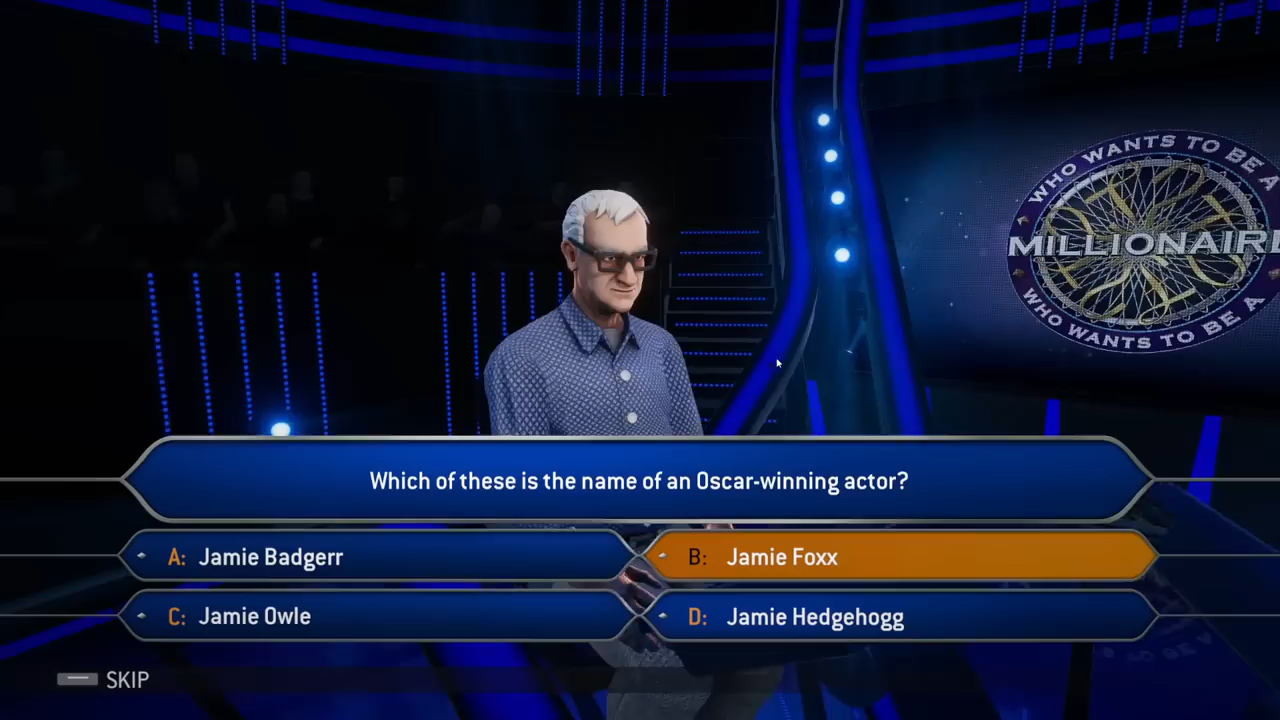 WHO WANTS TO BE A
MILLIONAIRE
WHO WANTS TO BE A
Which of these is the name of an Oscar-winning actor?
A: Jamie Badgerr
B: Jamie Foxx
C: Jamie Owle
D: Jamie Hedgehogg
SKIP